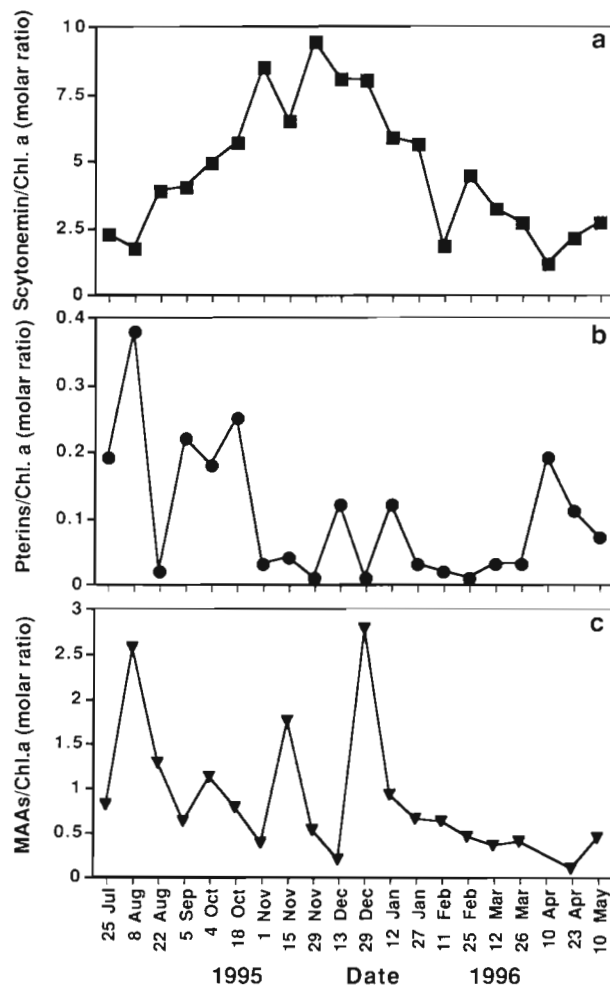 a
Scytonemin/Chl. a (molar ratio)
10
7.5
5
2.5
0
b
Pterins/Chl. a (molar ratio)
0.4
0.3
0.2
0.1
0
c
MAAs/Chl.a (molar ratio)
3
2.5
2
1.5
1
0.5
0
25 Jul
8 Aug
22 Aug
5 Sep
4 Oct
18 Oct
1 Nov
15 Nov
29 Nov
13 Dec
29 Dec
12 Jan
27 Jan
11 Feb
25 Feb
12 Mar
26 Mar
10 Apr
23 Apr
10 May
1995 Date 1996